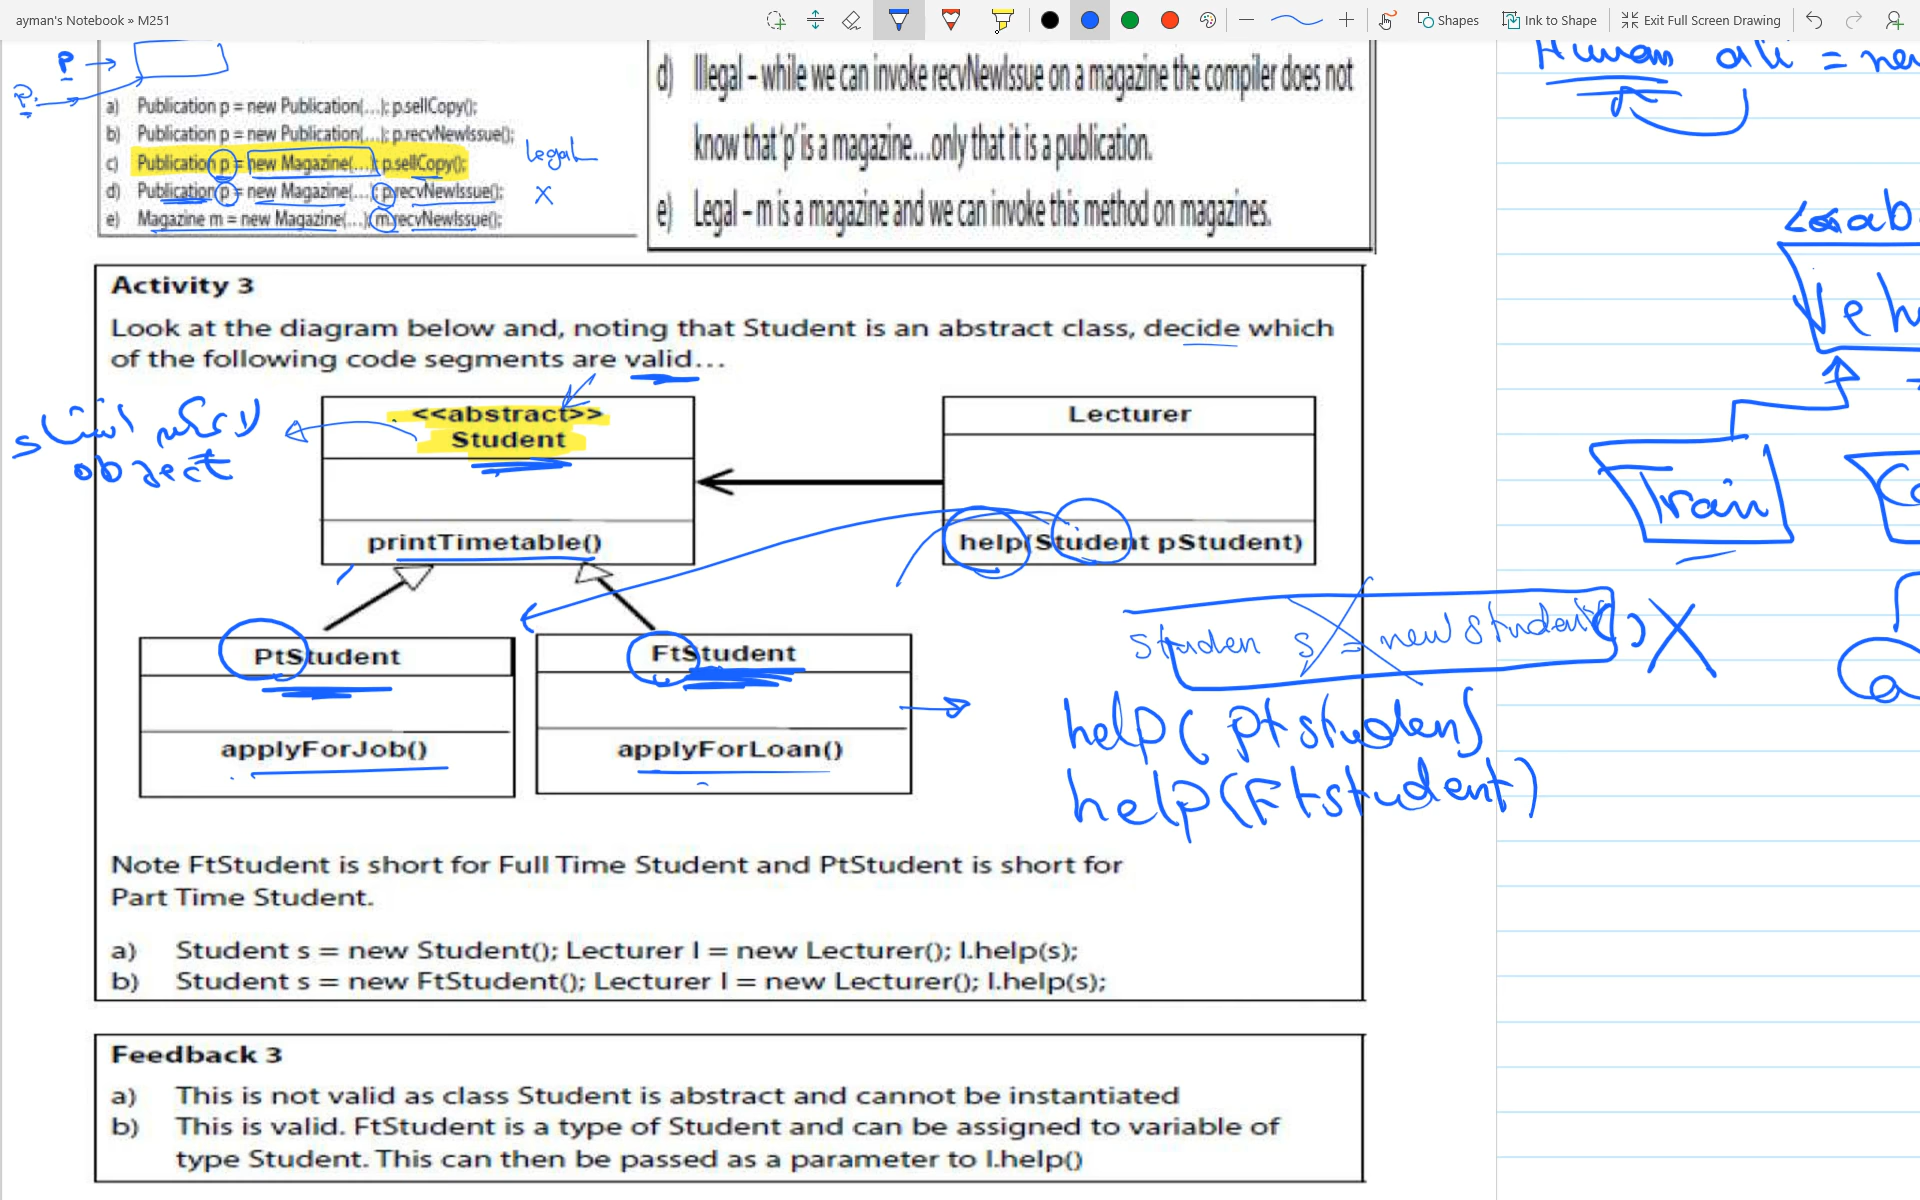 ayman's Notebook » M251
Shapes
Ink to Shape
Exit Full Screen Drawing
P
P.
a) Publication p = new Publication(...); p.sellCopy();
b) Publication p = new Publication(...); p.recvNewIssue();
c) Publication p = new Magazine(...); p.sellCopy();
d) Publication p = new Magazine(...); p.recvNewIssue();
e) Magazine m = new Magazine(...); m.recvNewIssue();
legal
X
d) Illegal – while we can invoke recvNewIssue on a magazine the compiler does not
know that 'p' is a magazine...only that it is a publication.
e) Legal – m is a magazine and we can invoke this method on magazines.
Human ali = new
Veh
Train
a
Activity 3
Look at the diagram below and, noting that Student is an abstract class, decide which
of the following code segments are valid...
object
<<abstract>>
Student
printTimetable()
Lecturer
help(Student pStudent)
PtStudent
applyForJob()
FtStudent
applyForLoan()
studen s = new student(); X
help( ptstudent)
help(Ftstudent)
Note FtStudent is short for Full Time Student and PtStudent is short for
Part Time Student.
a) Student s = new Student(); Lecturer l = new Lecturer(); l.help(s);
b) Student s = new FtStudent(); Lecturer l = new Lecturer(); l.help(s);
Feedback 3
a) This is not valid as class Student is abstract and cannot be instantiated
b) This is valid. FtStudent is a type of Student and can be assigned to variable of
type Student. This can then be passed as a parameter to l.help()